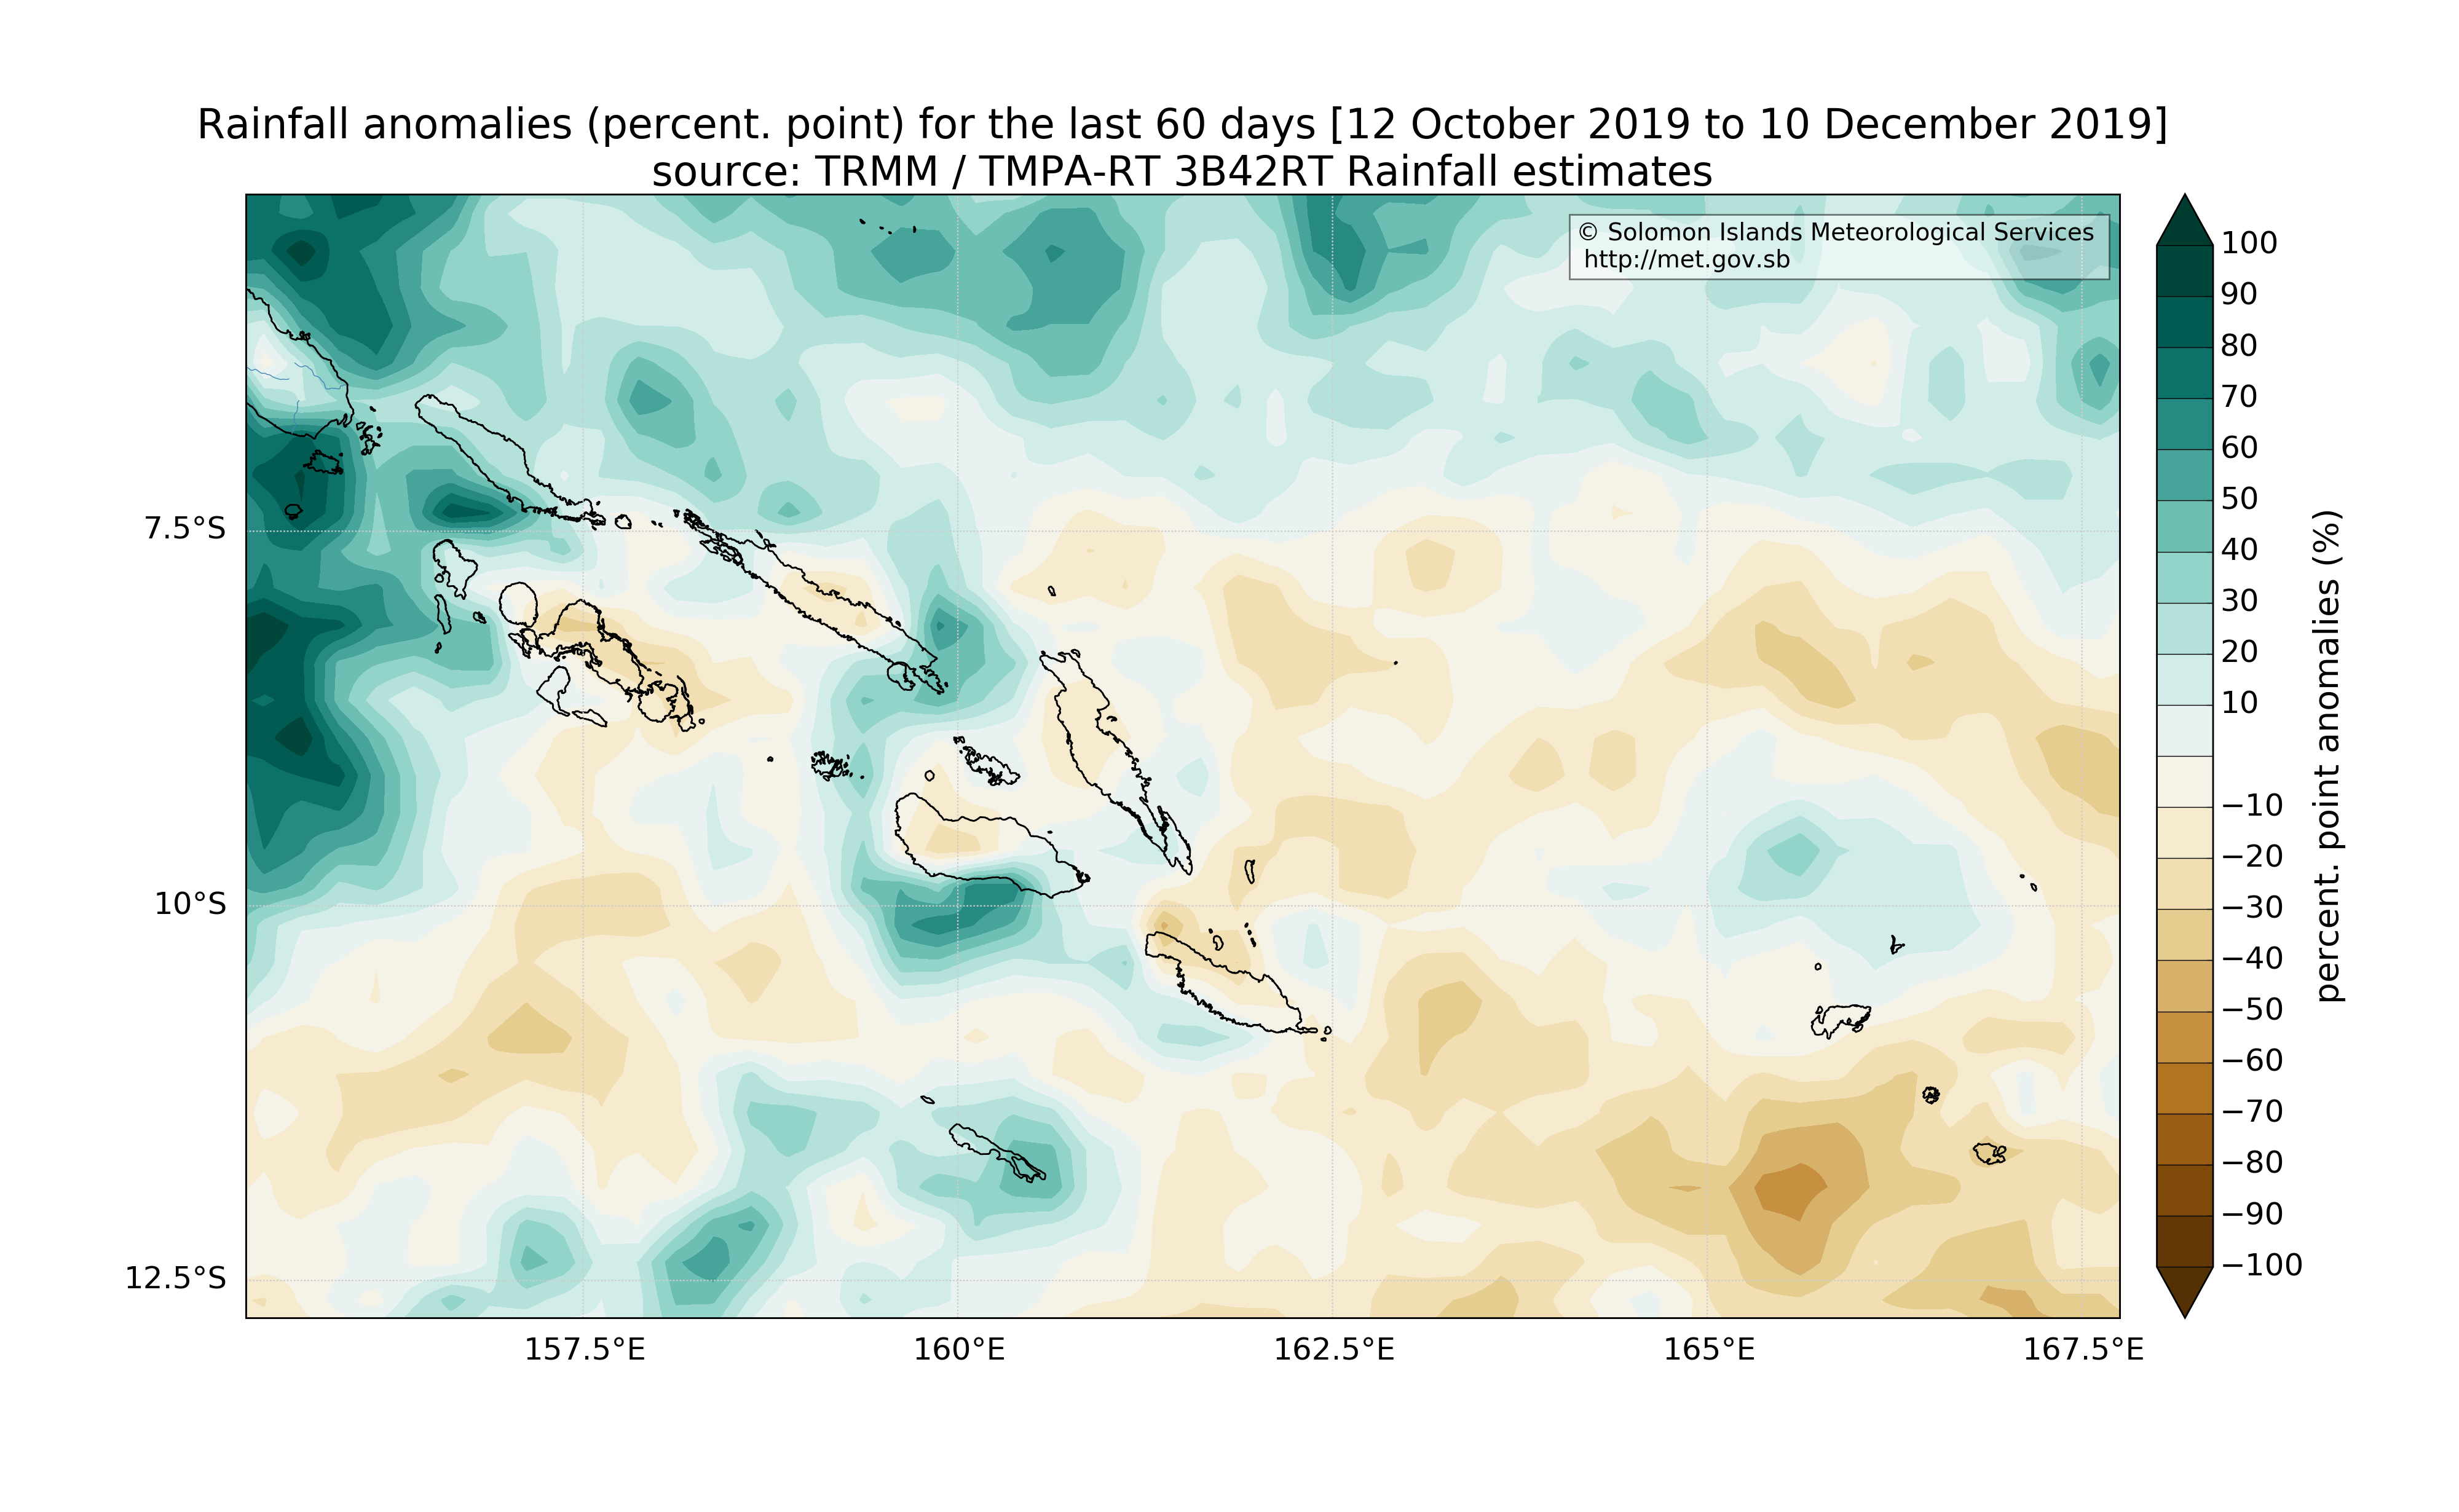 Rainfall anomalies (percent. point) for the last 60 days [12 October 2019 to 10 December 2019]
source: TRMM / TMPA-RT 3B42RT Rainfall estimates
© Solomon Islands Meteorological Services
http://met.gov.sb
7.5°S
10°S
12.5°S
157.5°E
160°E
162.5°E
165°E
167.5°E
100
90
80
70
60
50
40
30
20
10
−10
−20
−30
−40
−50
−60
−70
−80
−90
−100
percent. point anomalies (%)